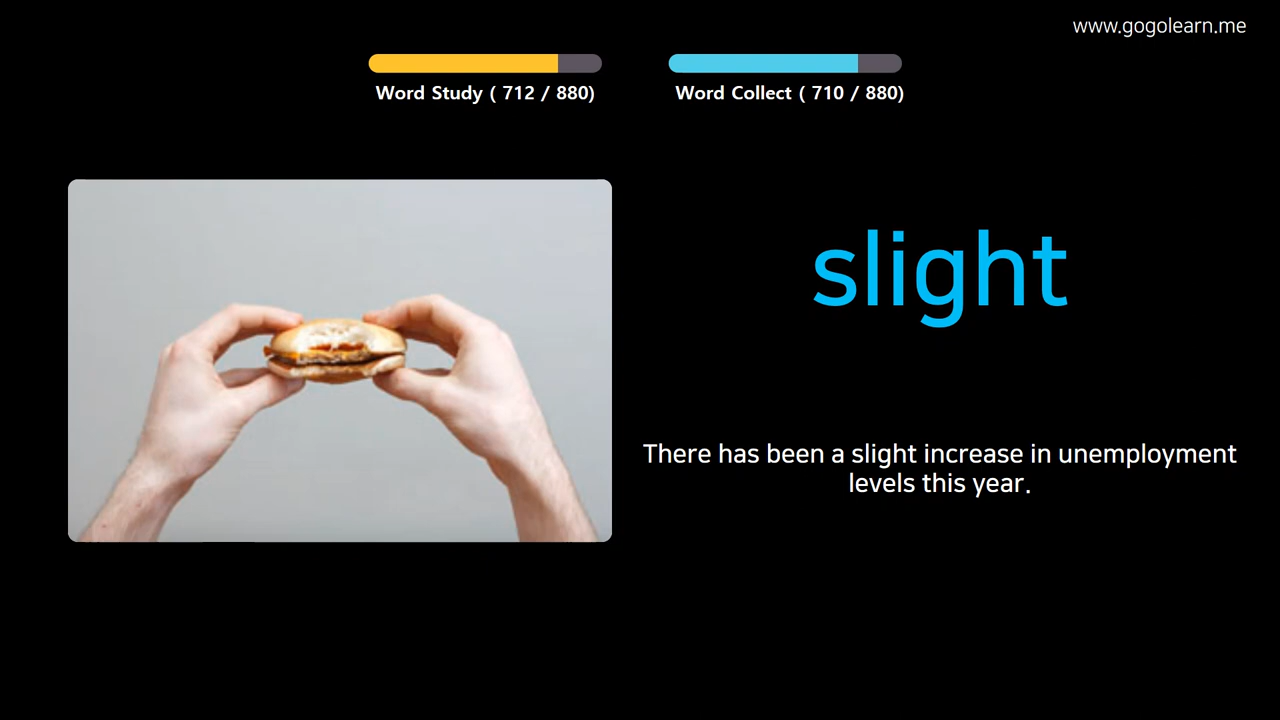 www.gogolearn.me
Word Study ( 712 / 880)
Word Collect ( 710 / 880)
slight
There has been a slight increase in unemployment
levels this year.